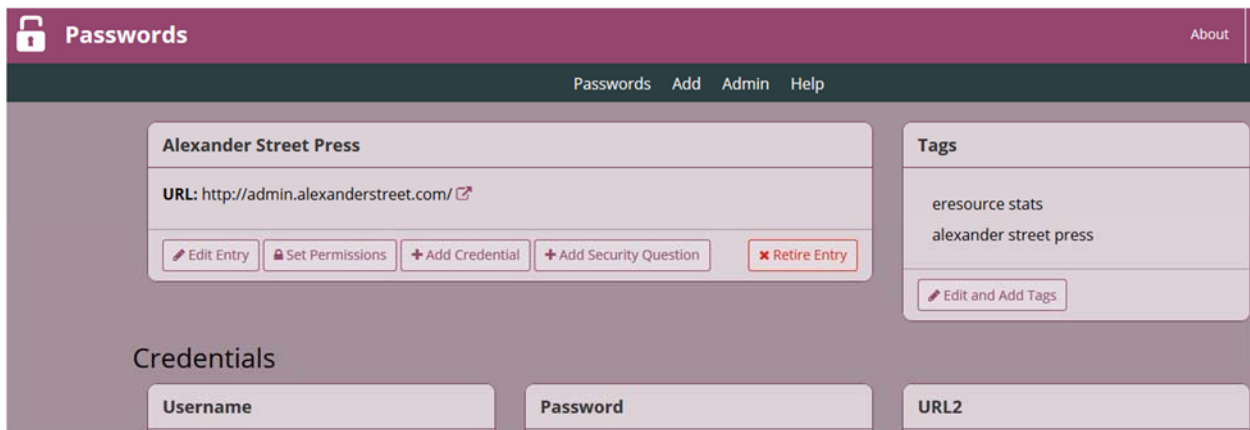 Passwords
About
Passwords Add Admin Help
Alexander Street Press
URL: http://admin.alexanderstreet.com/
Edit Entry Set Permissions Add Credential Add Security Question Retire Entry
Tags
eresource stats
alexander street press
Edit and Add Tags
Credentials
Username
Password
URL2